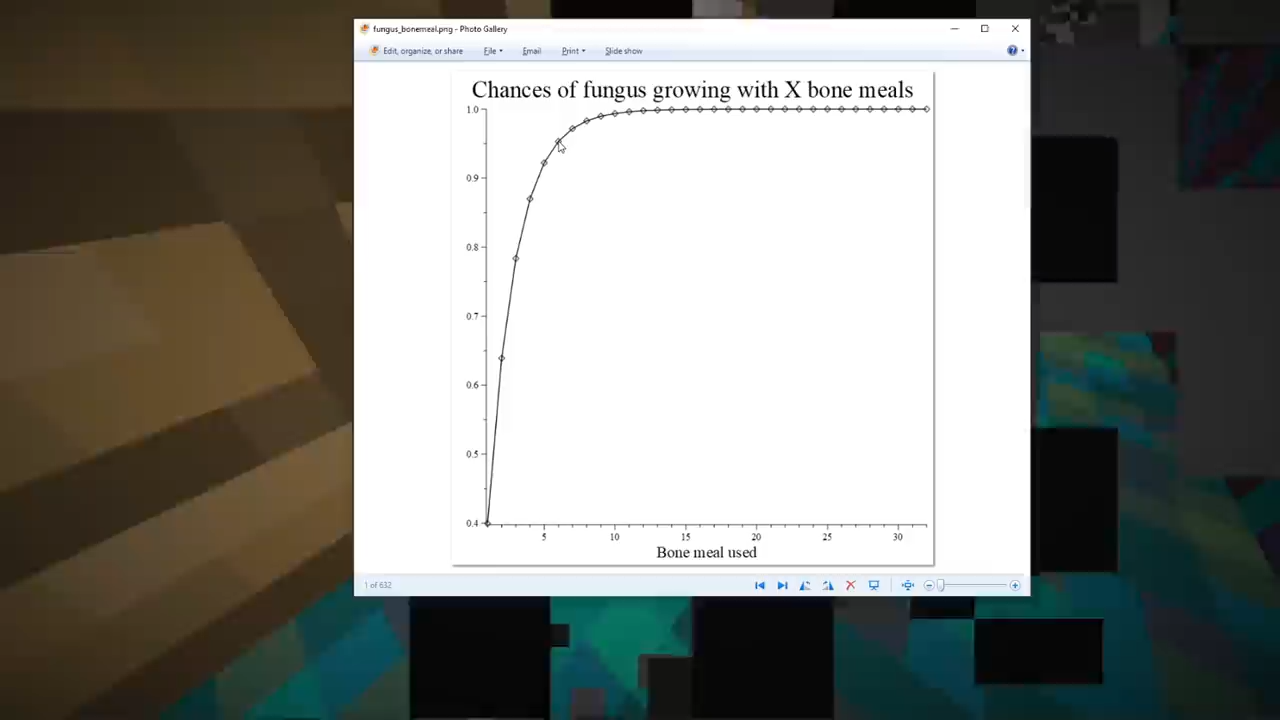 fungus_bonemeal.png - Photo Gallery
Edit, organize, or share File Email Print Slide show
Chances of fungus growing with X bone meals
1.0
0.9
0.8
0.7
0.6
0.5
0.4
5 10 15 20 25 30
Bone meal used
1 of 632